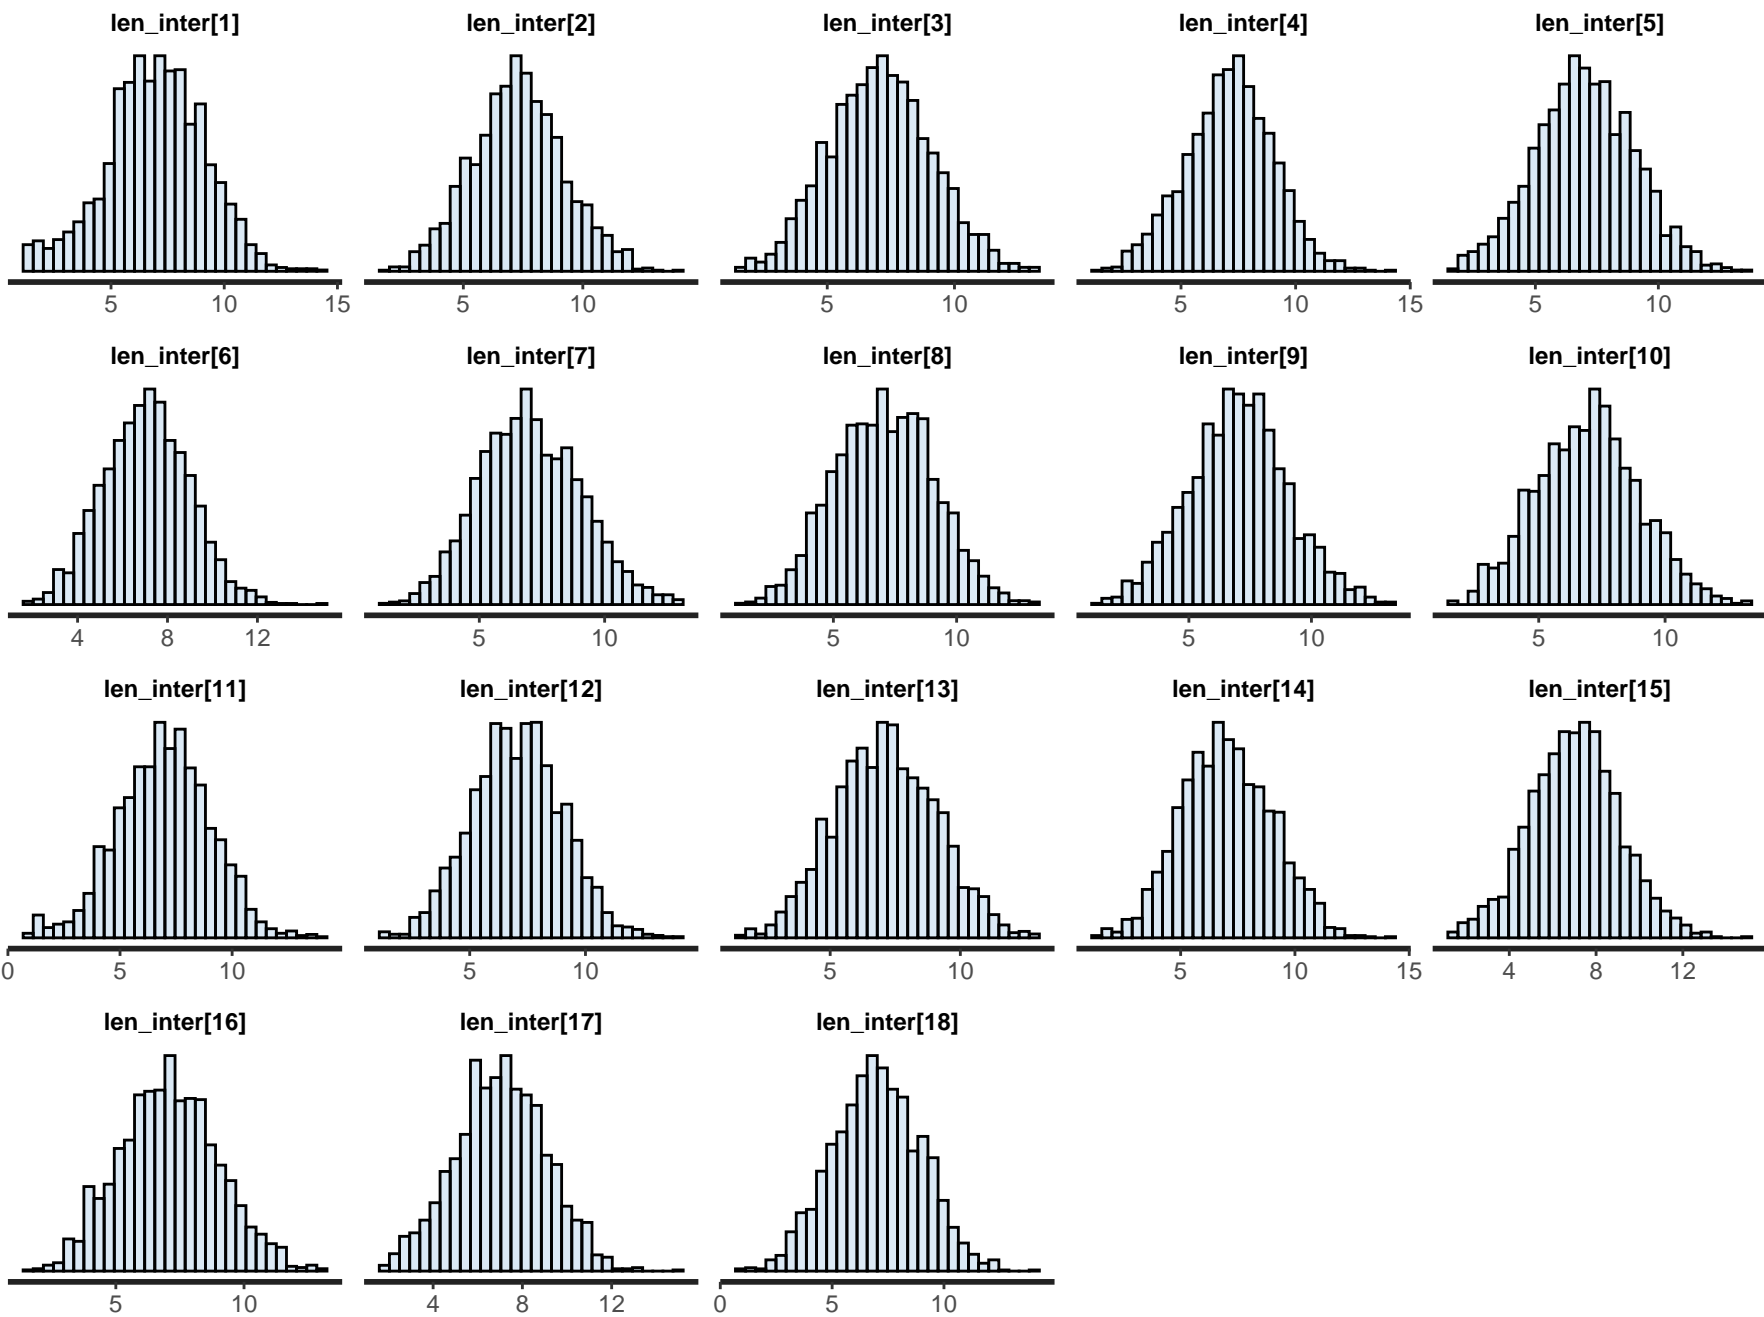 len_inter[1] len_inter[2] len_inter[3] len_inter[4] len_inter[5]
5 10 15 5 10 5 10 5 10 15 5 10
len_inter[6] len_inter[7] len_inter[8] len_inter[9] len_inter[10]
4 8 12 5 10 5 10 5 10 5 10
len_inter[11] len_inter[12] len_inter[13] len_inter[14] len_inter[15]
0 5 10 5 10 5 10 5 10 15 4 8 12
len_inter[16] len_inter[17] len_inter[18]
5 10 4 8 12 0 5 10